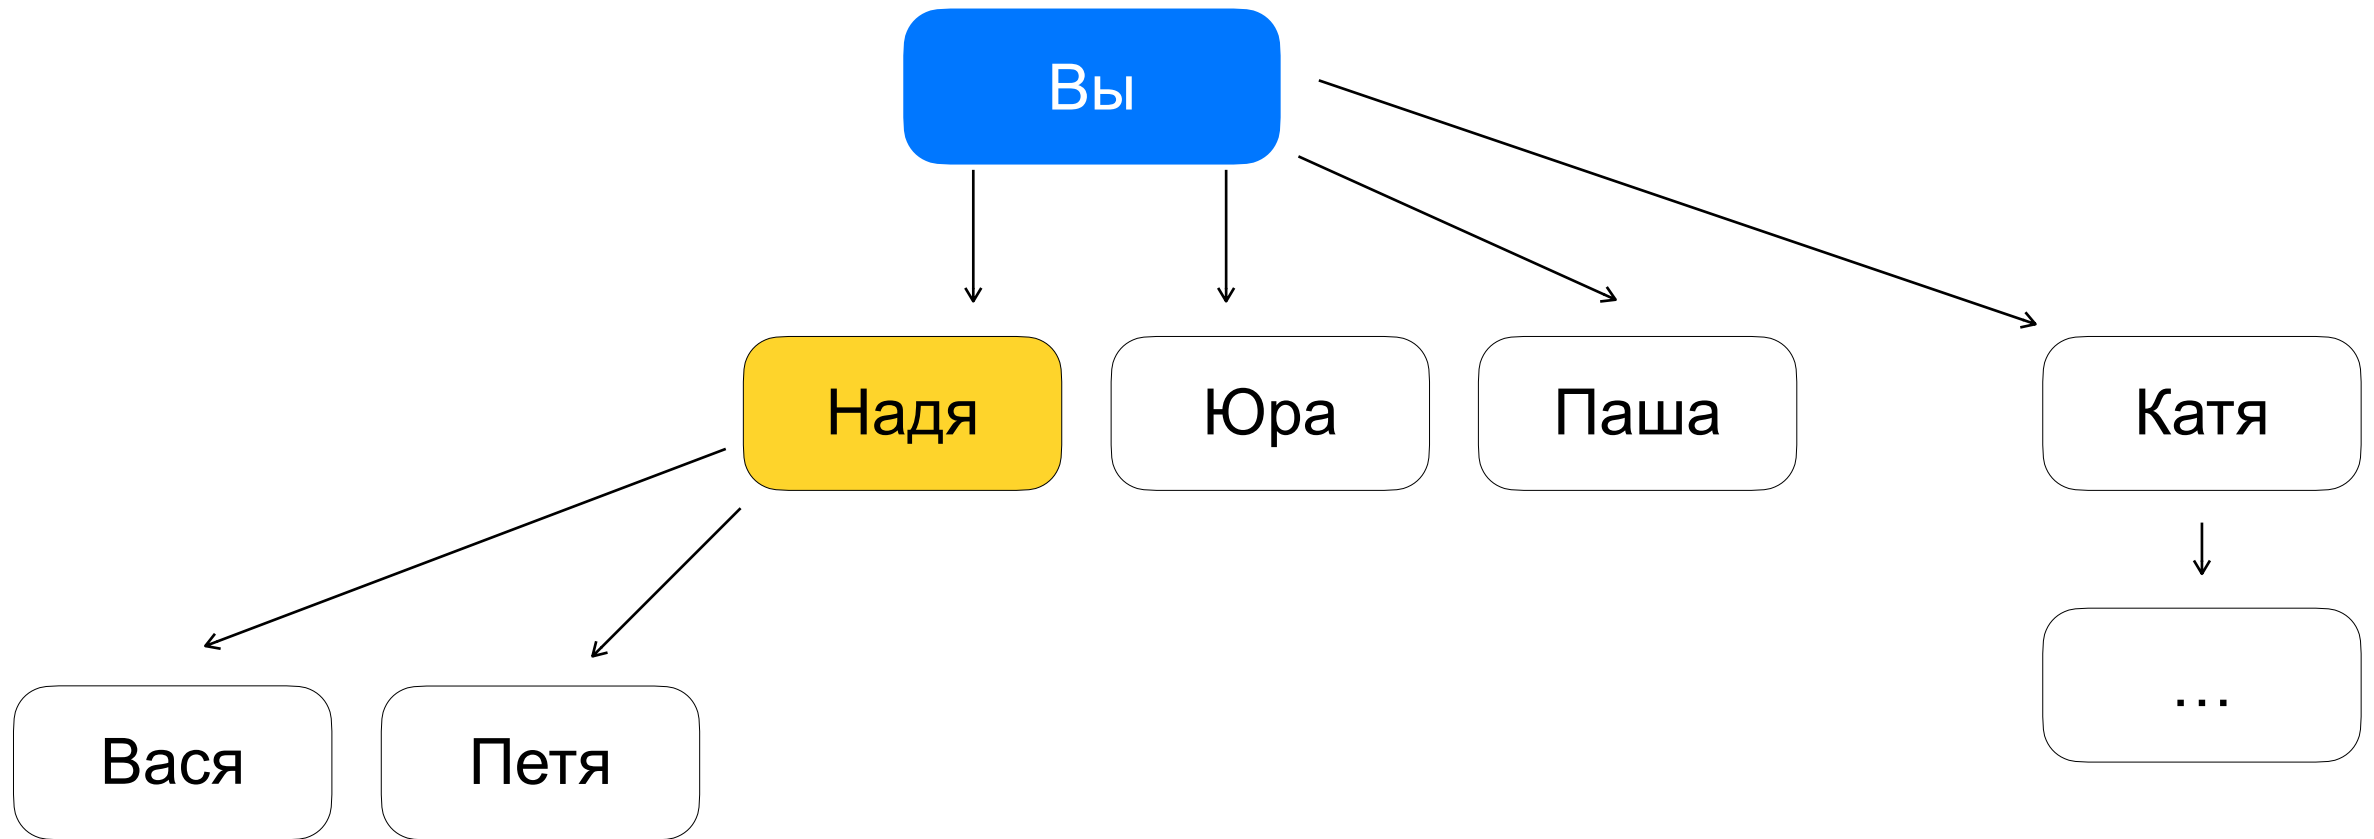 Вы
Надя
Юра
Паша
Катя
...
Вася
Петя